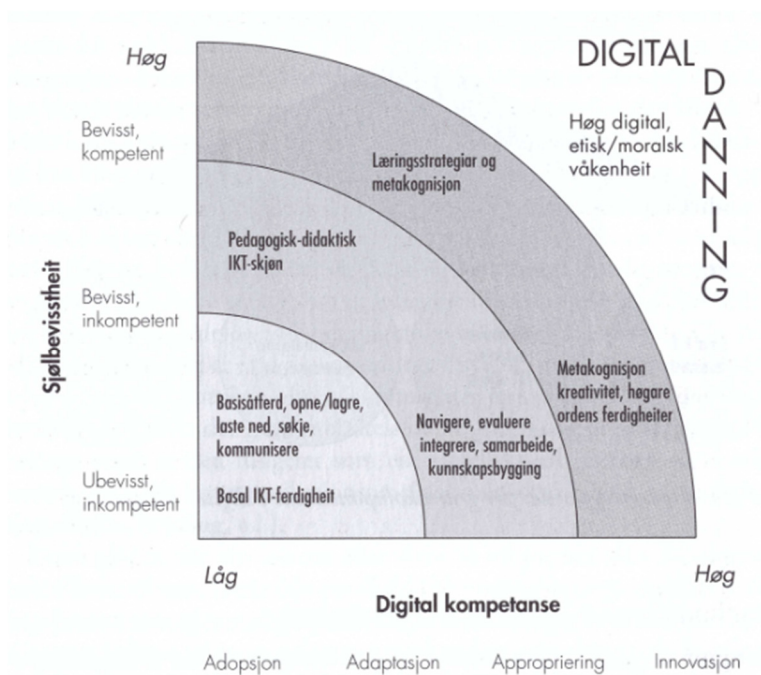 Høg
DIGITAL
DANNING
Høg digital,
etisk/moralsk
våkenheit
Bevisst,
kompetent
Læringsstrategiar og
metakognisjon
Pedagogisk-didaktisk
IKT-skjøn
Sjølbevisstheit
Bevisst,
inkompetent
Metakognisjon
kreativitet, høgare
ordens ferdigheiter
Basisåtferd, opne/lagre,
laste ned, søkje,
kommunisere
Navigere, evaluere
integrere, samarbeide,
kunnskapsbygging
Ubevisst,
inkompetent
Basal IKT-ferdigheit
Låg
Høg
Digital kompetanse
Adopsjon
Adaptasjon
Appropriering
Innovasjon